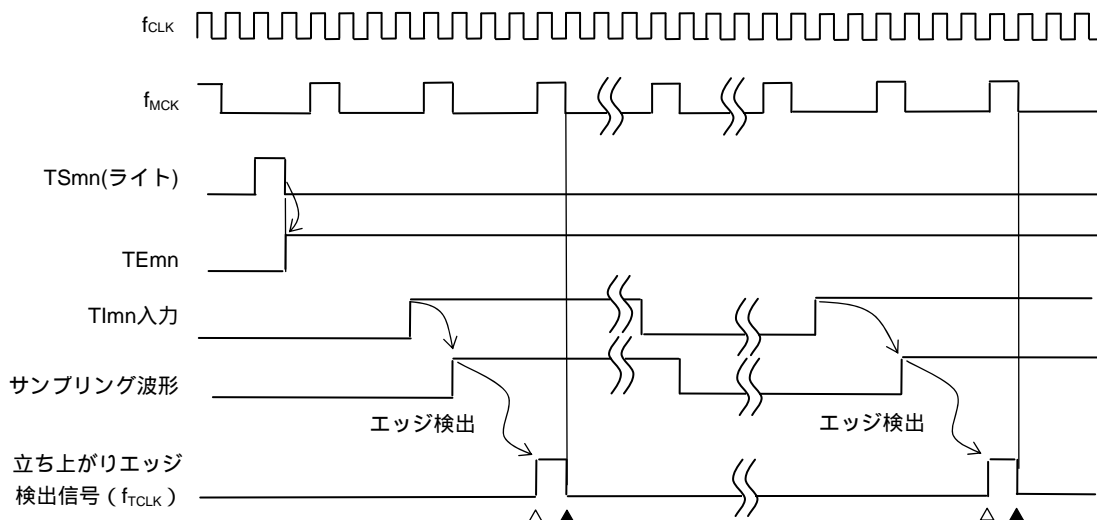 fCLK
fMCK
TSmn(ライト)
TEmn
TImn入力
サンプリング波形
エッジ検出 エッジ検出
立ち上がりエッジ
検出信号（fTCLK）